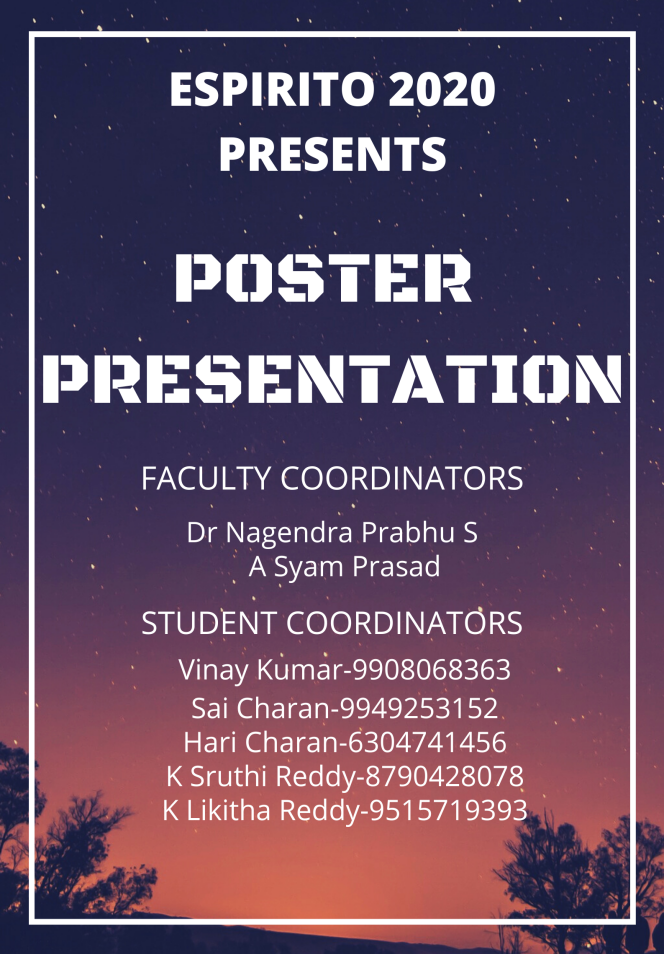 ESPIRITO 2020
PRESENTS
POSTER
PRESENTATION
FACULTY COORDINATORS
Dr Nagendra Prabhu S
A Syam Prasad
STUDENT COORDINATORS
Vinay Kumar-9908068363
Sai Charan-9949253152
Hari Charan-6304741456
K Sruthi Reddy-8790428078
K Likitha Reddy-9515719393